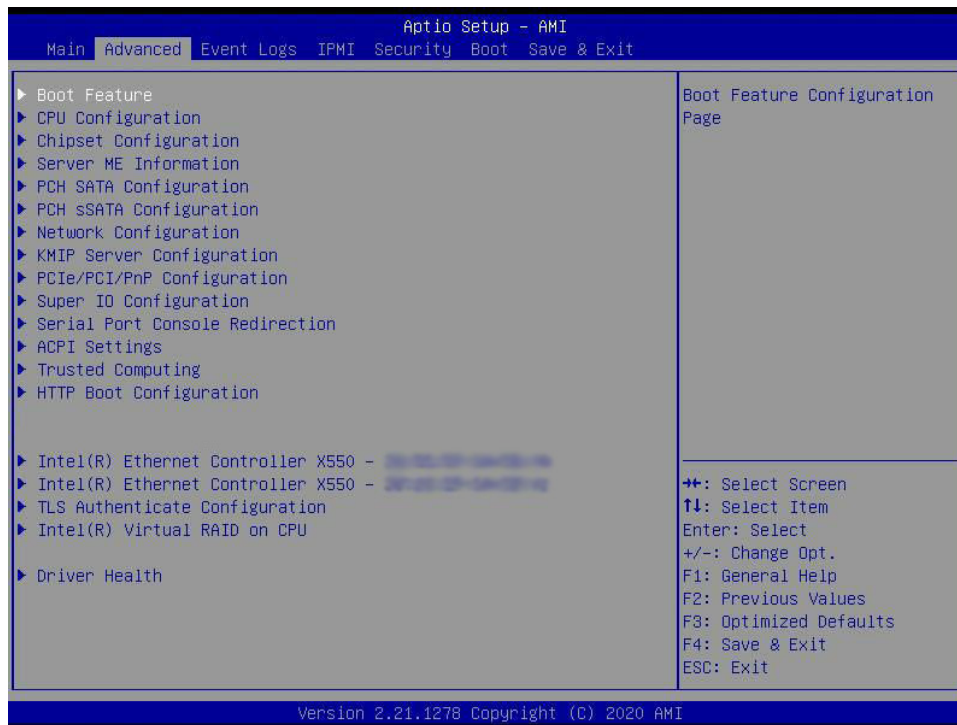 Aptio Setup – AMI
Main Advanced Event Logs IPMI Security Boot Save & Exit
Boot Feature
CPU Configuration
Chipset Configuration
Server ME Information
PCH SATA Configuration
PCH sSATA Configuration
Network Configuration
KMIP Server Configuration
PCIe/PCI/PnP Configuration
Super IO Configuration
Serial Port Console Redirection
ACPI Settings
Trusted Computing
HTTP Boot Configuration
Intel(R) Ethernet Controller X550 –
Intel(R) Ethernet Controller X550 –
TLS Authenticate Configuration
Intel(R) Virtual RAID on CPU
Driver Health
Boot Feature Configuration
Page
→←: Select Screen
↑↓: Select Item
Enter: Select
+/-: Change Opt.
F1: General Help
F2: Previous Values
F3: Optimized Defaults
F4: Save & Exit
ESC: Exit
Version 2.21.1278 Copyright (C) 2020 AMI